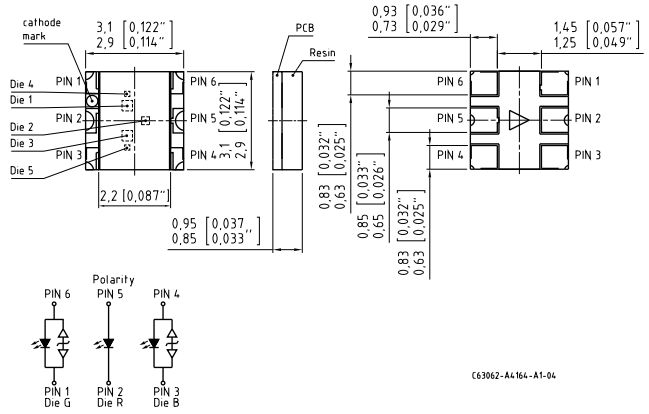 cathode
mark
3,1 [0,122"]
2,9 [0,114"]
PCB
Resin
0,93 [0,036"]
0,73 [0,029"]
1,45 [0,057"]
1,25 [0,049"]
Die 4
Die 1
Die 2
Die 3
Die 5
PIN 1
PIN 2
PIN 3
PIN 6
PIN 5
PIN 4
3,1 [0,122"]
2,9 [0,114"]
2,2 [0,087"]
0,95 [0,037
0,85 [0,033"]
PIN 6
PIN 5
PIN 4
PIN 1
PIN 2
PIN 3
0,83 [0,032"]
0,63 [0,025"]
0,85 [0,033"]
0,65 [0,026"]
0,83 [0,032"]
0,63 [0,025"]
Polarity
PIN 6 PIN 5 PIN 4
PIN 1 PIN 2 PIN 3
Die G Die R Die B
C63062-A4164-A1-04